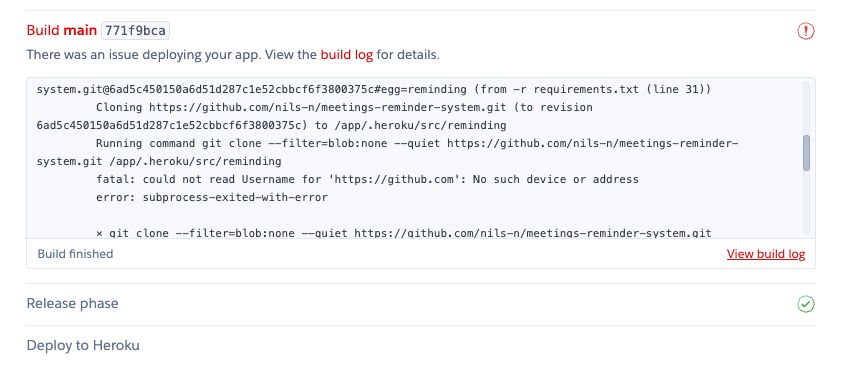 Build main 771f9bca
There was an issue deploying your app. View the build log for details.
system.git@6ad5c450150a6d51d287c1e52cbbcf6f3800375c#egg=reminding (from -r requirements.txt (line 31))
Cloning https://github.com/nils-n/meetings-reminder-system.git (to revision
6ad5c450150a6d51d287c1e52cbbcf6f3800375c) to /app/.heroku/src/reminding
Running command git clone --filter=blob:none --quiet https://github.com/nils-n/meetings-reminder-
system.git /app/.heroku/src/reminding
fatal: could not read Username for 'https://github.com': No such device or address
error: subprocess-exited-with-error
× git clone --filter=blob:none --quiet https://github.com/nils-n/meetings-reminder-system.git
Build finished
View build log
Release phase
Deploy to Heroku